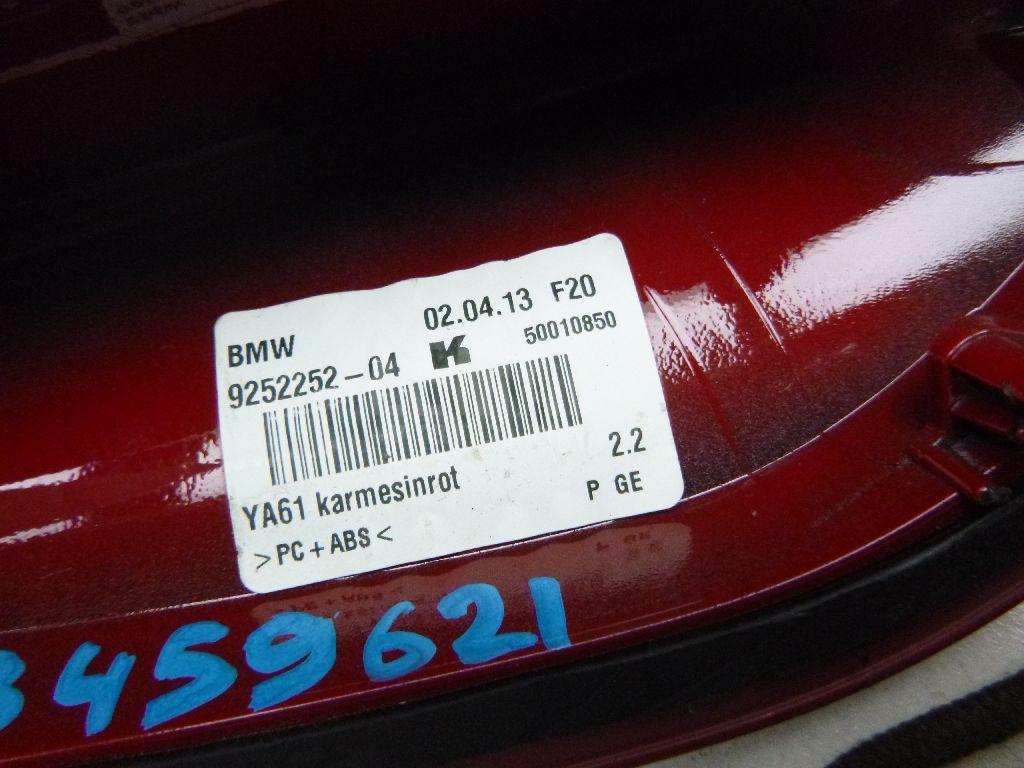 BMW 02.04.13 F20
9252252-04 K 50010850
YA61 karmesinrot 2.2
>PC+ABS< P GE
3459621